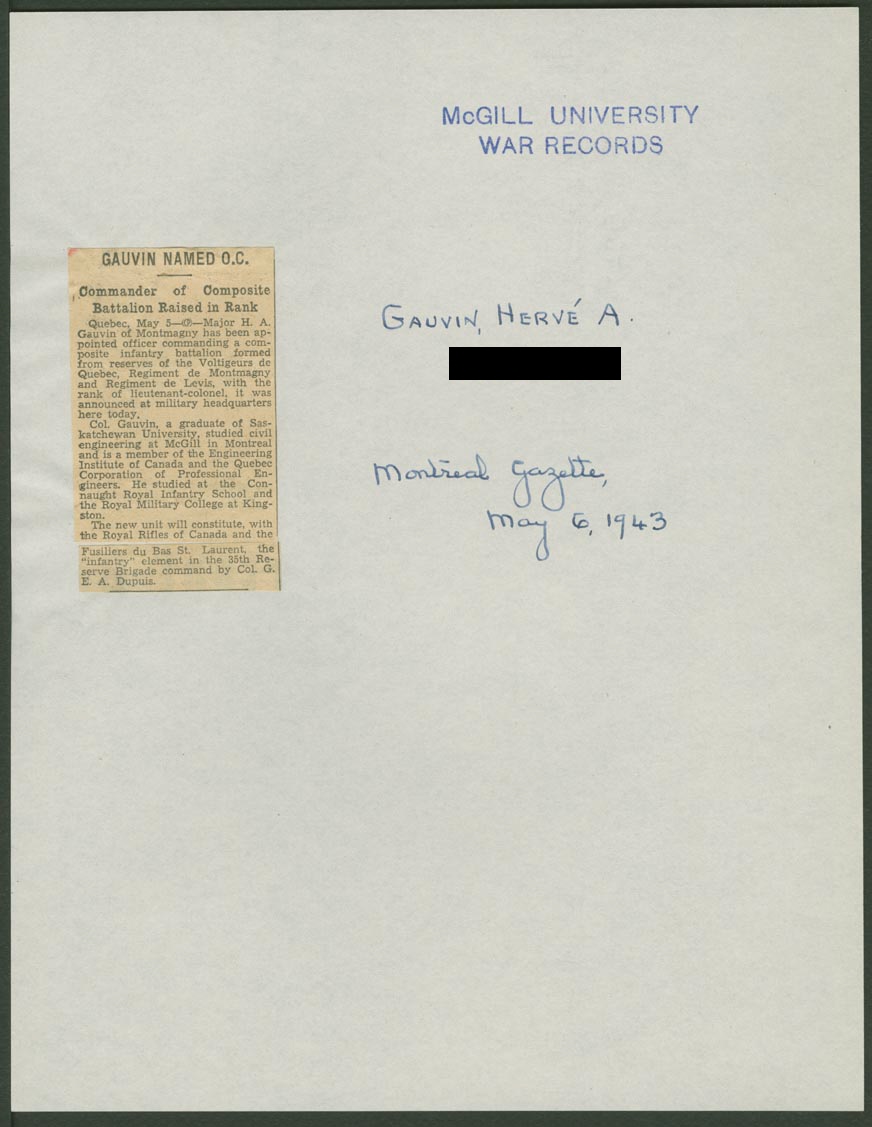 McGILL UNIVERSITY
WAR RECORDS
GAUVIN NAMED O.C.
Commander of Composite
Battalion Raised in Rank
Quebec, May 5—(CP)—Major H. A.
Gauvin of Montmagny has been ap-
pointed officer commanding a com-
posite infantry battalion formed
from reserves of the Voltigeurs de
Quebec, Regiment de Montmagny
and Regiment de Levis, with the
rank of lieutenant-colonel, it was
announced at military headquarters
here today.
Col. Gauvin, a graduate of Sas-
katchewan University, studied civil
engineering at McGill in Montreal
and is a member of the Engineering
Institute of Canada and the Quebec
Corporation of Professional En-
gineers. He studied at the Con-
naught Royal Infantry School and
the Royal Military College at King-
ston.
The new unit will constitute, with
the Royal Rifles of Canada and the
Fusiliers du Bas St. Laurent, the
"infantry" element in the 35th Re-
serve Brigade command by Col. G.
E. A. Dupuis.
GAUVIN, HERVÉ A.
Montreal Gazette,
May 6, 1943